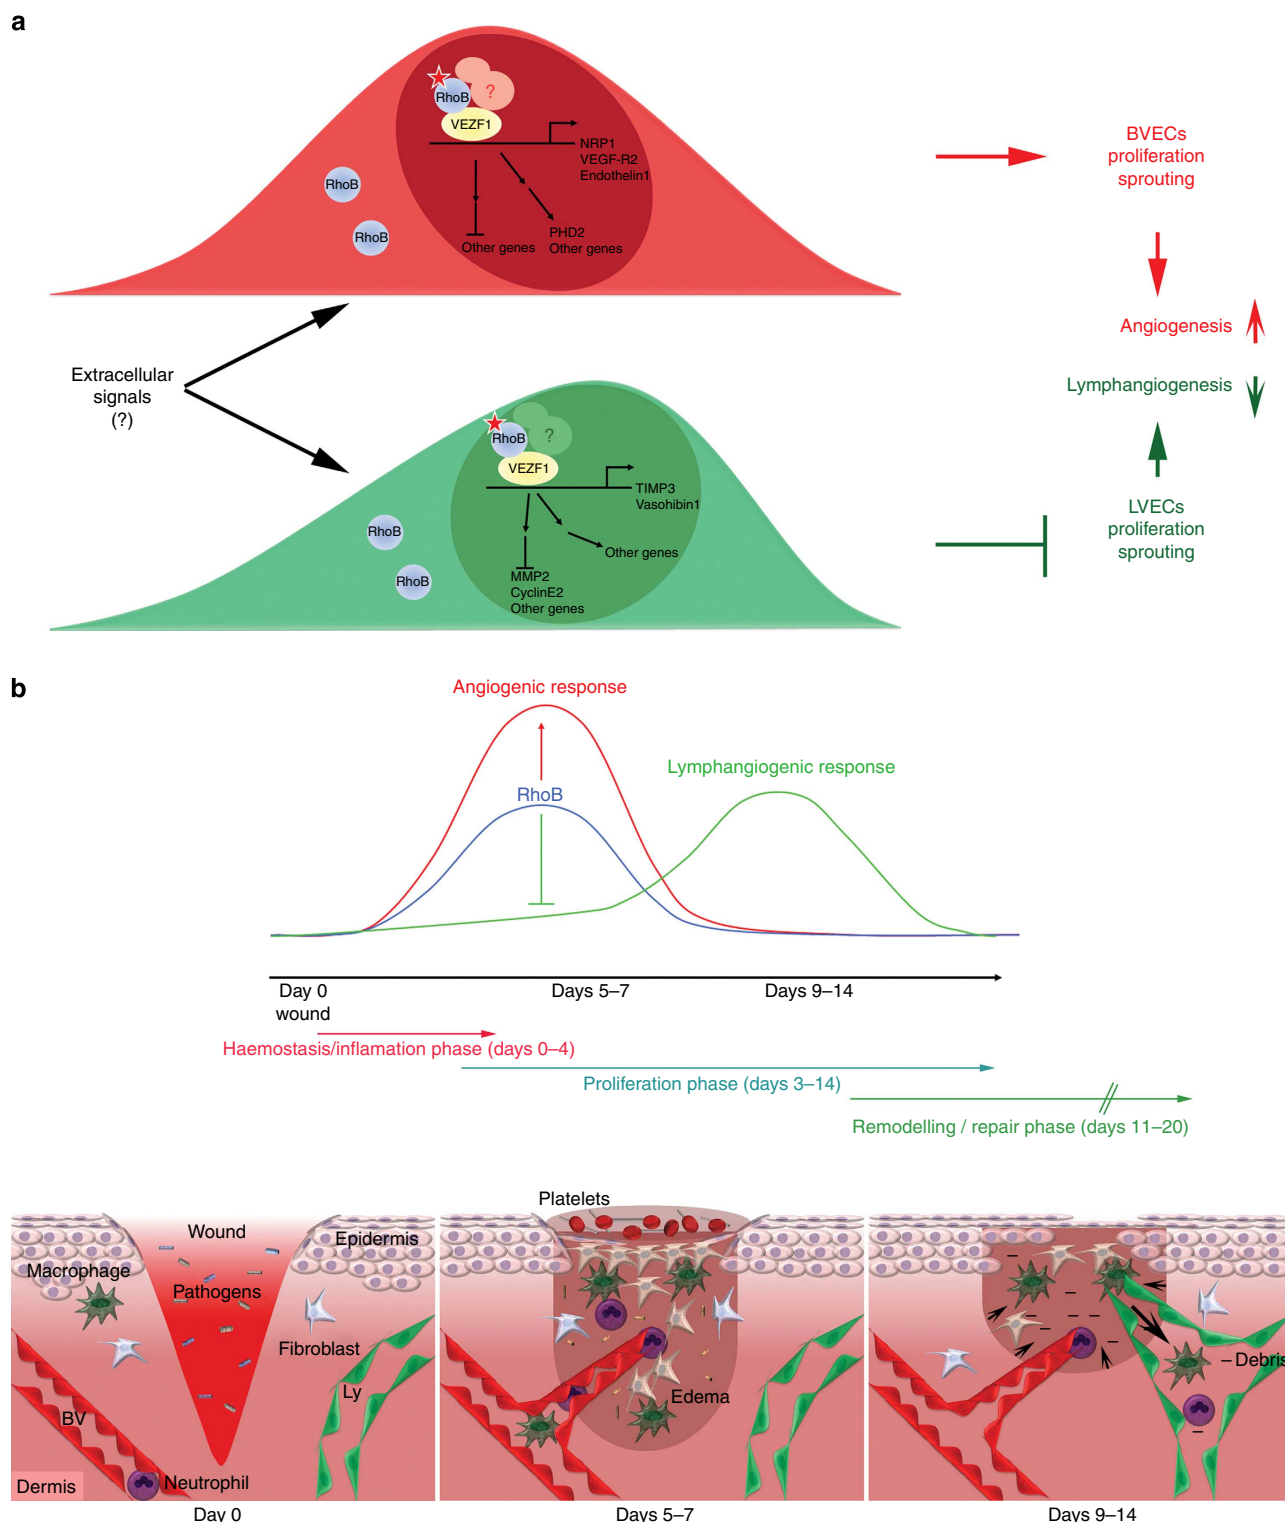 a
RhoB
?
VEZF1
NRP1
VEGF-R2
Endothelin1
RhoB
RhoB
Other genes
PHD2
Other genes
BVECs
proliferation
sprouting
Angiogenesis
Lymphangiogenesis
Extracellular
signals
(?)
RhoB
?
VEZF1
TIMP3
Vasohibin1
RhoB
RhoB
Other genes
MMP2
CyclinE2
Other genes
LVECs
proliferation
sprouting
b
Angiogenic response
Lymphangiogenic response
RhoB
Day 0
wound
Days 5–7
Days 9–14
Haemostasis/inflamation phase (days 0–4)
Proliferation phase (days 3–14)
Remodelling / repair phase (days 11–20)
Wound
Epidermis
Macrophage
Pathogens
Fibroblast
Ly
BV
Neutrophil
Dermis
Day 0
Platelets
Edema
Days 5–7
Debris
Days 9–14